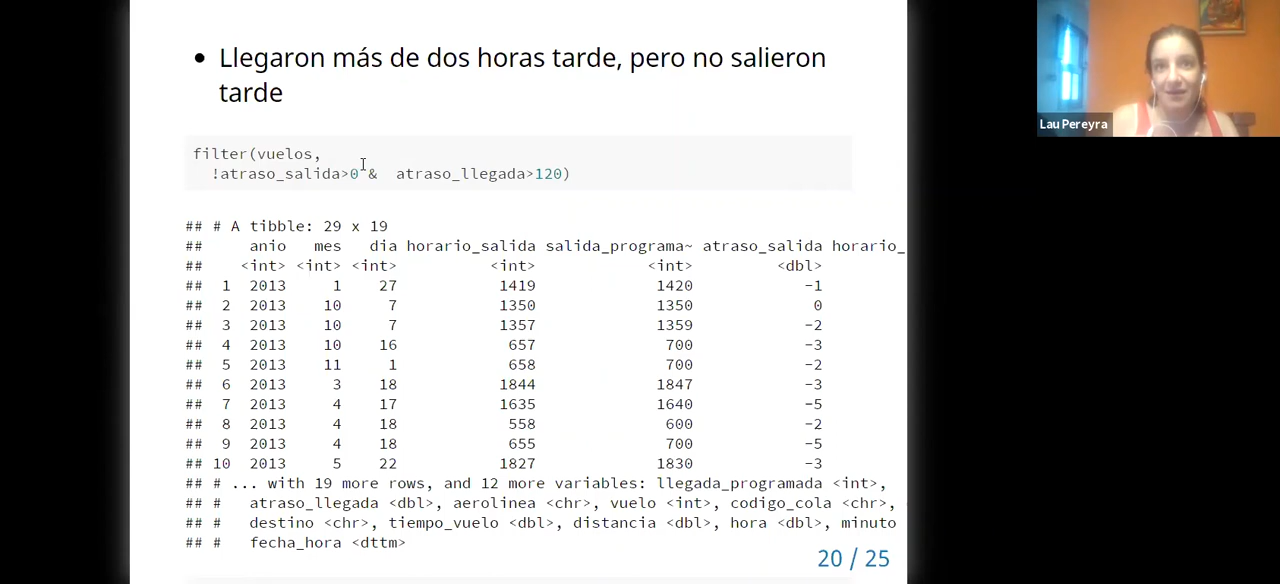 Llegaron más de dos horas tarde, pero no salieron
tarde
filter(vuelos,
!atraso_salida>0 & atraso_llegada>120)
## # A tibble: 29 x 19
## anio mes dia horario_salida salida_programa~ atraso_salida horario_
## <int> <int> <int> <int> <int> <dbl>
## 1 2013 1 27 1419 1420 -1
## 2 2013 10 7 1350 1350 0
## 3 2013 10 7 1357 1359 -2
## 4 2013 10 16 657 700 -3
## 5 2013 11 1 658 700 -2
## 6 2013 3 18 1844 1847 -3
## 7 2013 4 17 1635 1640 -5
## 8 2013 4 18 558 600 -2
## 9 2013 4 18 655 700 -5
## 10 2013 5 22 1827 1830 -3
## # ... with 19 more rows, and 12 more variables: llegada_programada <int>,
## # atraso_llegada <dbl>, aerolinea <chr>, vuelo <int>, codigo_cola <chr>,
## # destino <chr>, tiempo_vuelo <dbl>, distancia <dbl>, hora <dbl>, minuto
## # fecha_hora <dttm>
20 / 25
Lau Pereyra